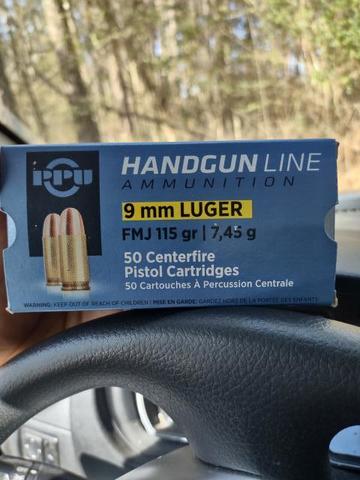 PPU
HANDGUN LINE
AMMUNITION
9 mm LUGER
FMJ 115 gr | 7,45 g
50 Centerfire
Pistol Cartridges
50 Cartouches À Percussion Centrale
WARNING: KEEP OUT OF REACH OF CHILDREN | MISE EN GARDE: GARDEZ HORS DE LA PORTÉE DES ENFANTS